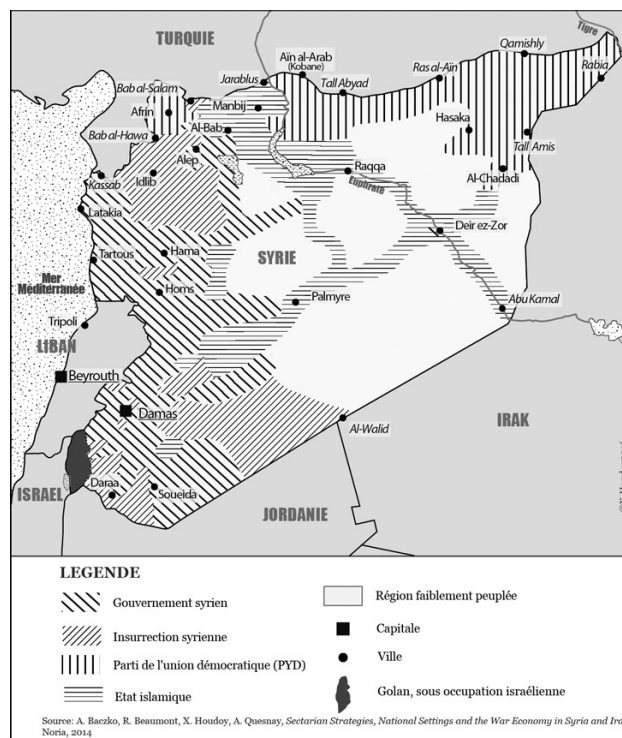 TURQUIE
Tigre
Aïn al-Arab
(Kobane)
Qamishly
Jarablus
Ras al-Aïn
Rabia
Bab al-Salam
Tall Abyad
Afrin
Manbij
Hasaka
Bab al-Hawa
Al-Bab
Alep
Tall Amis
Kassab
Idlib
Raqqa
Al-Chadadi
Euphrate
Latakia
Deir ez-Zor
SYRIE
Tartous
Hama
Mer
Méditerranée
Homs
Palmyre
Abu Kamal
Tripoli
LIBAN
Beyrouth
Damas
Al-Walid
IRAK
ISRAEL
Daraa
Soueida
JORDANIE
LEGENDE
Gouvernement syrien
Région faiblement peuplée
Insurrection syrienne
Capitale
Parti de l'union démocratique (PYD)
Ville
Etat islamique
Golan, sous occupation israélienne
Source: A. Baczko, R. Beaumont, X. Houdoy, A. Quesnay, Sectarian Strategies, National Settings and the War Economy in Syria and Ira
Noria, 2014